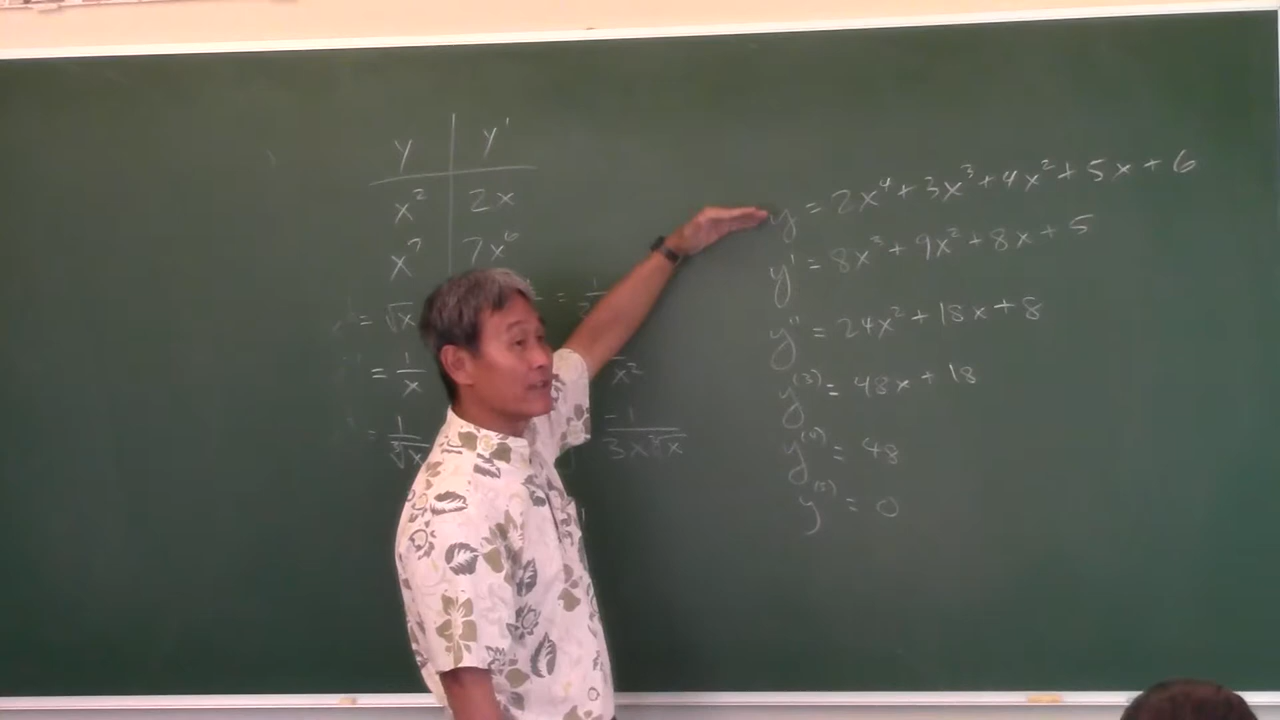 y y'
x² 2x
x⁷ 7x⁶
= √x = 1/
= 1/x x²
= 1/∛x -1/3x∛x
y = 2x⁴ + 3x³ + 4x² + 5x + 6
y' = 8x³ + 9x² + 8x + 5
y'' = 24x² + 18x + 8
y⁽³⁾ = 48x + 18
y⁽⁴⁾ = 48
y⁽⁵⁾ = 0